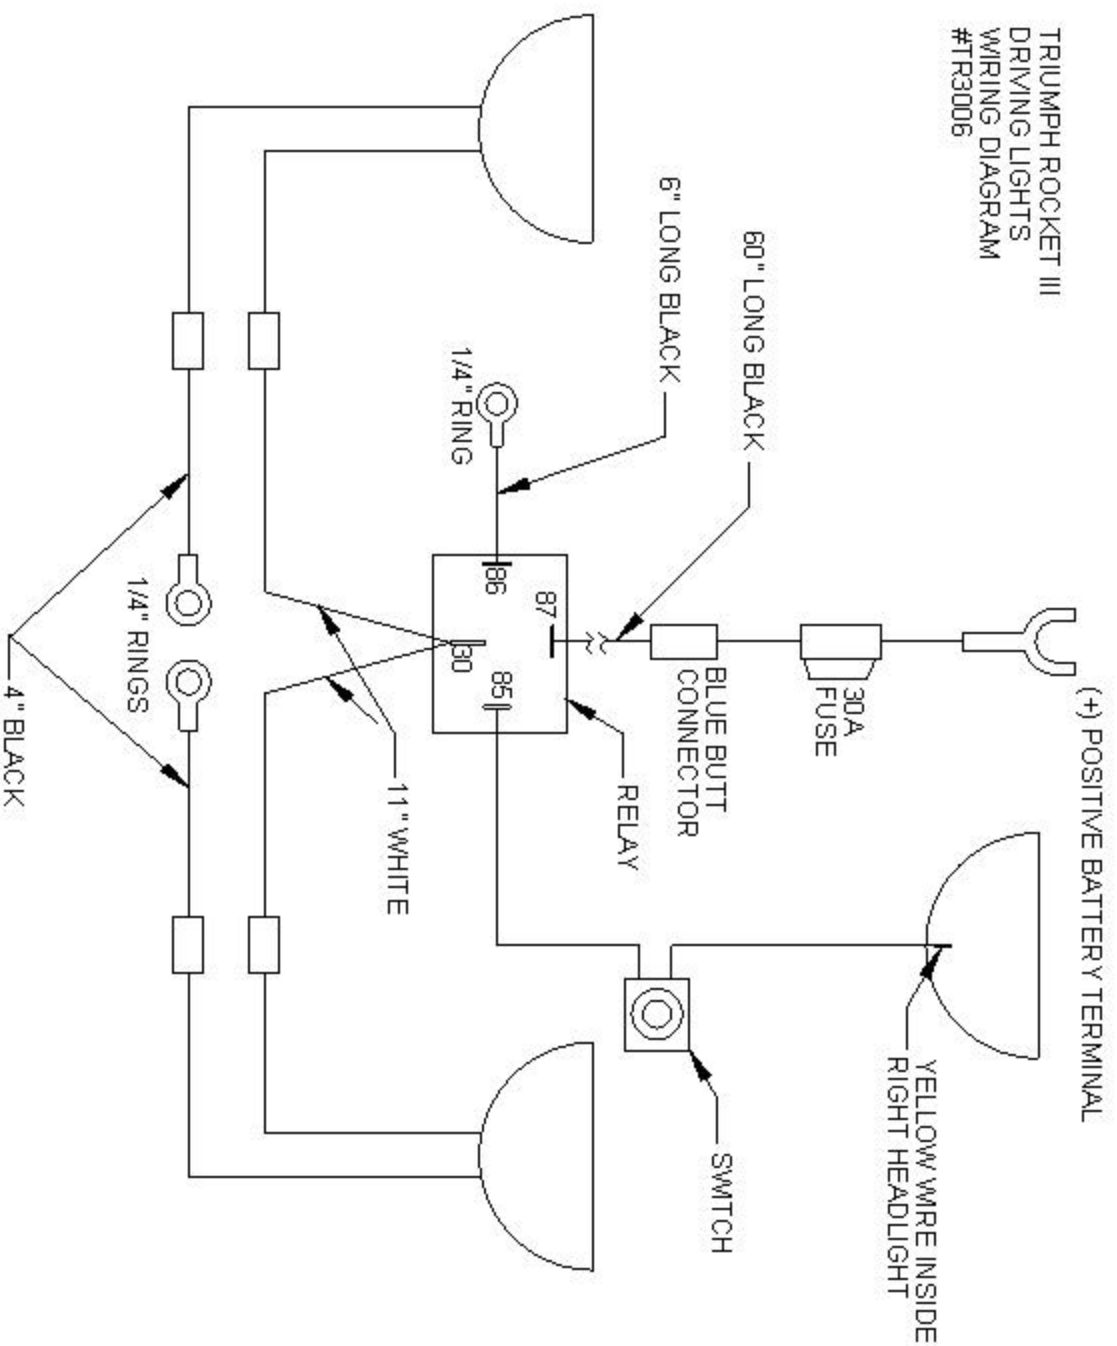 TRIUMPH ROCKET III
DRIVING LIGHTS
WIRING DIAGRAM
#TR3006
(+) POSITIVE BATTERY TERMINAL
30A
FUSE
BLUE BUTT
CONNECTOR
60" LONG BLACK
6" LONG BLACK
1/4" RING
86
87
30
85
RELAY
YELLOW WIRE INSIDE
RIGHT HEADLIGHT
SWITCH
11" WHITE
1/4" RINGS
4" BLACK